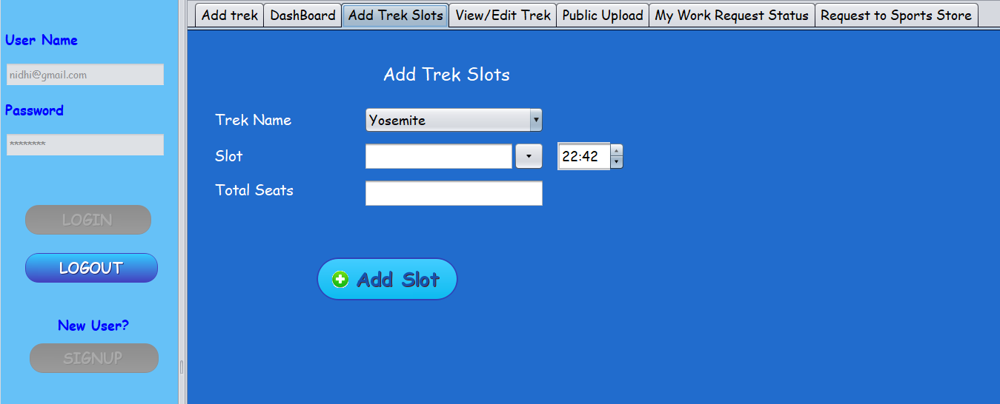 User Name
nidhi@gmail.com
Password
********
LOGIN
LOGOUT
New User?
SIGNUP
Add trek DashBoard Add Trek Slots View/Edit Trek Public Upload My Work Request Status Request to Sports Store
Add Trek Slots
Trek Name Yosemite
Slot 22:42
Total Seats
Add Slot